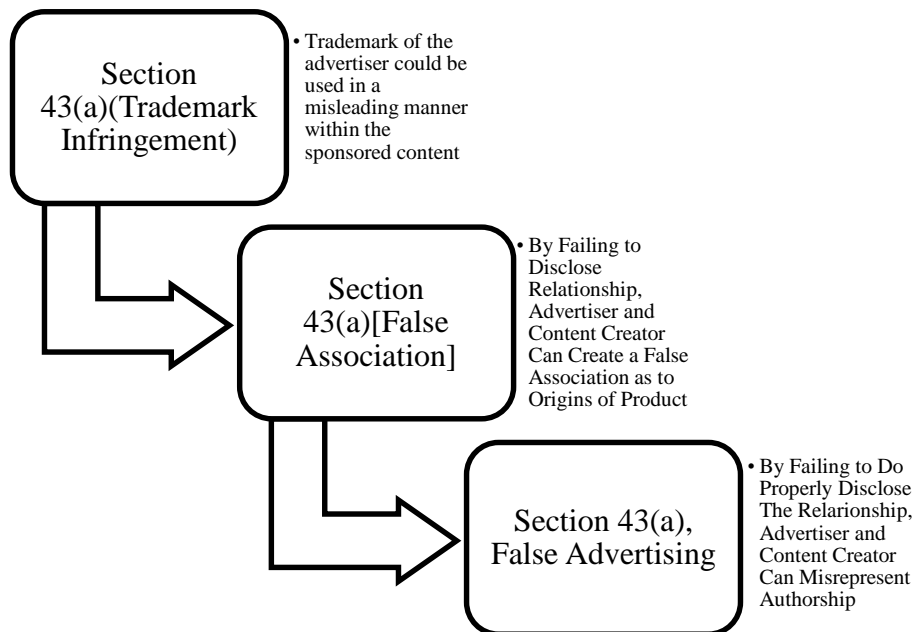 Section
43(a)(Trademark
Infringement)
• Trademark of the
advertiser could be
used in a
misleading manner
within the
sponsored content
Section
43(a)[False
Association]
• By Failing to
Disclose
Relationship,
Advertiser and
Content Creator
Can Create a False
Association as to
Origins of Product
Section 43(a),
False Advertising
• By Failing to Do
Properly Disclose
The Relarionship,
Advertiser and
Content Creator
Can Misrepresent
Authorship